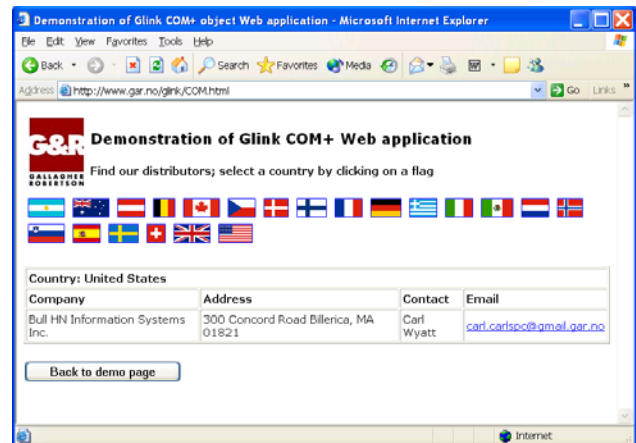 Demonstration of Glink COM+ object Web application - Microsoft Internet Explorer
File Edit View Favorites Tools Help
Back Search Favorites Media
Address http://www.gar.no/glink/COM.html Go Links »
G&R
GALLAGHER
ROBERTSON
Demonstration of Glink COM+ Web application
Find our distributors; select a country by clicking on a flag
Country: United States
Company Address Contact Email
Bull HN Information Systems Inc. 300 Concord Road Billerica, MA 01821 Carl Wyatt carl.carlspc@gmail.gar.no
Back to demo page
Internet